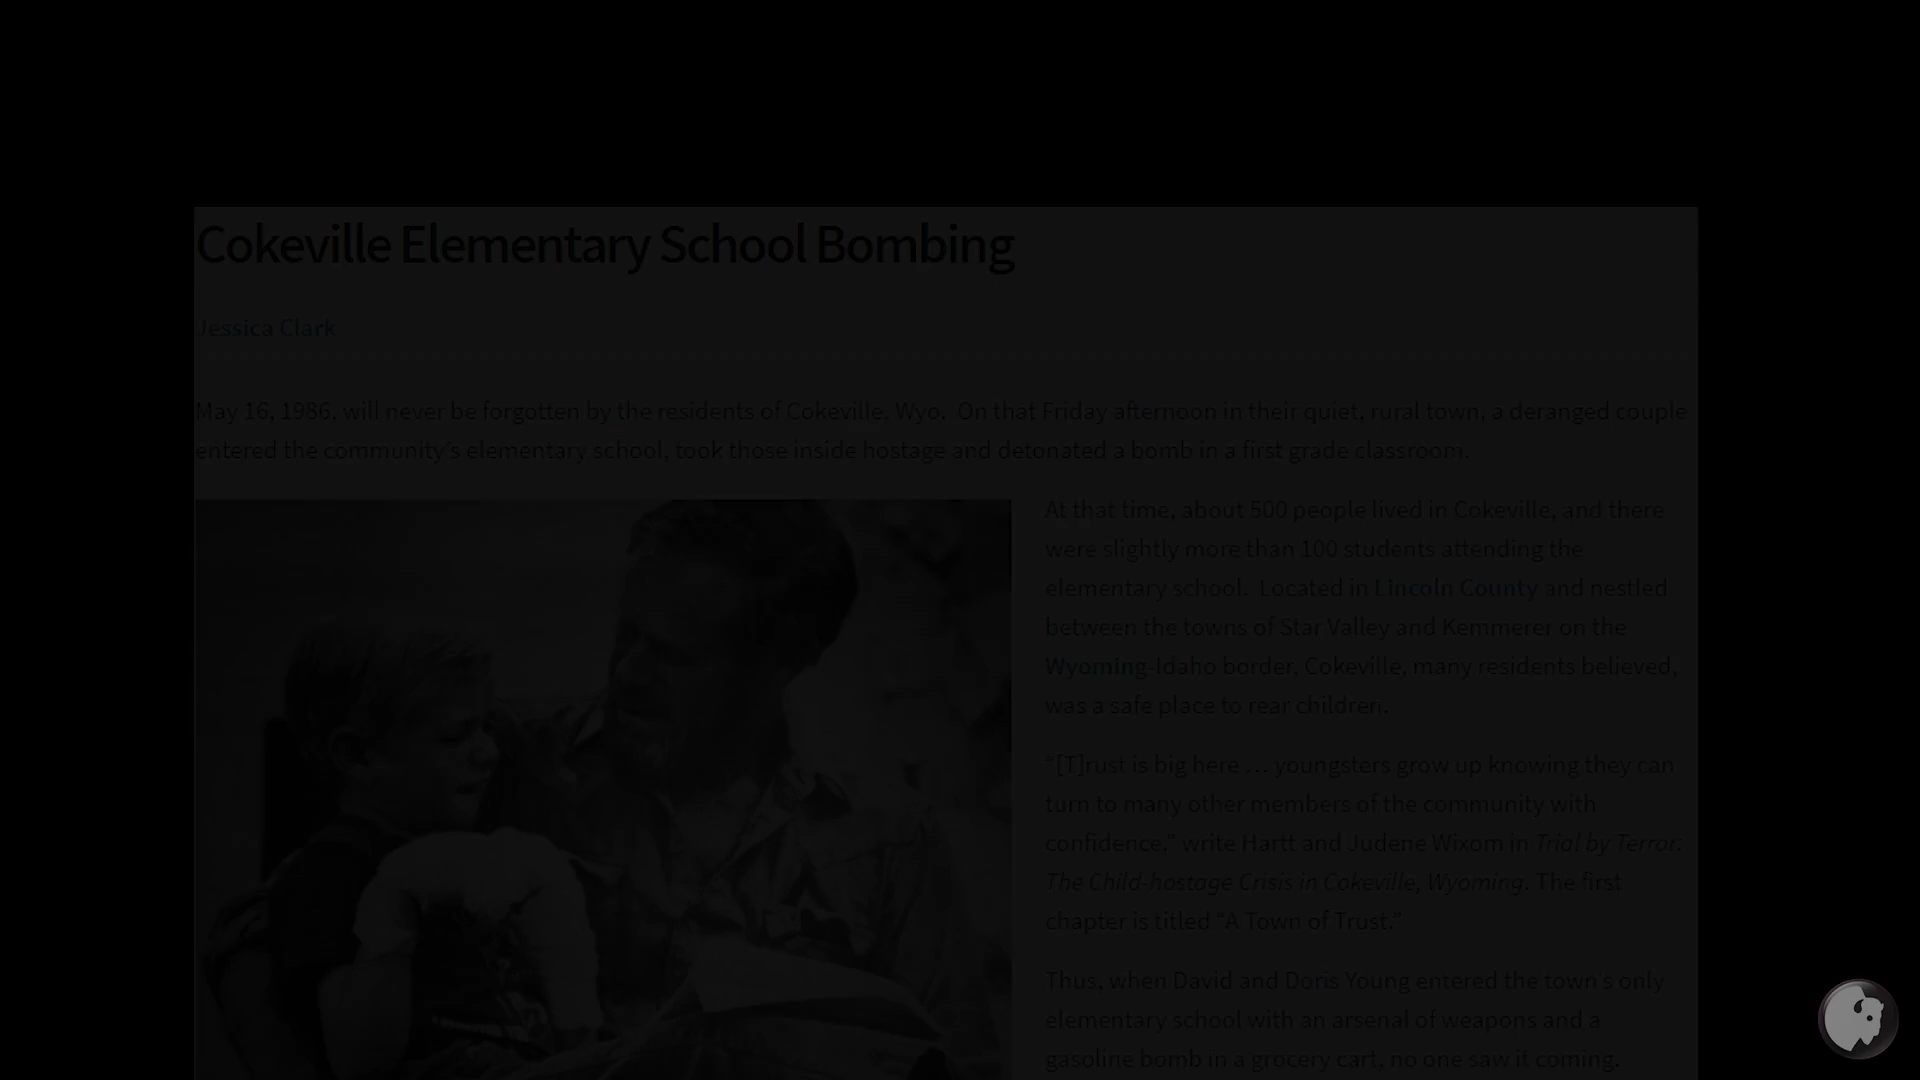 Cokeville Elementary School Bombing
Jessica Clark
May 16, 1986, will never be forgotten by the residents of Cokeville, Wyo.  On that Friday afternoon in their quiet, rural town, a deranged couple
entered the community's elementary school, took those inside hostage and detonated a bomb in a first grade classroom.
At that time, about 500 people lived in Cokeville, and there
were slightly more than 100 students attending the
elementary school.  Located in Lincoln County and nestled
between the towns of Star Valley and Kemmerer on the
Wyoming-Idaho border, Cokeville, many residents believed,
was a safe place to rear children.
“[T]rust is big here … youngsters grow up knowing they can
turn to many other members of the community with
confidence.” write Hartt and Judene Wixom in Trial by Terror:
The Child-hostage Crisis in Cokeville, Wyoming. The first
chapter is titled “A Town of Trust.”
Thus, when David and Doris Young entered the town's only
elementary school with an arsenal of weapons and a
gasoline bomb in a grocery cart, no one saw it coming.